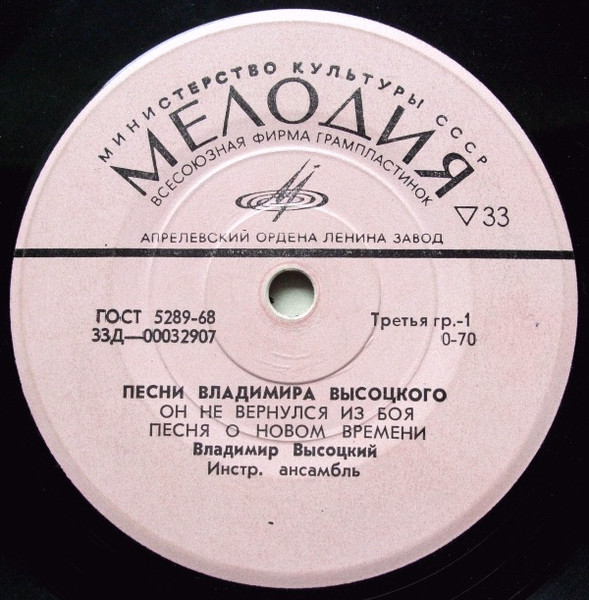 МИНИСТЕРСТВО КУЛЬТУРЫ СССР
МЕЛОДИЯ
ВСЕСОЮЗНАЯ ФИРМА ГРАМПЛАСТИНОК
▽33
АПРЕЛЕВСКИЙ ОРДЕНА ЛЕНИНА ЗАВОД
ГОСТ 5289-68 Третья гр.-1
33Д—00032907 0-70
ПЕСНИ ВЛАДИМИРА ВЫСОЦКОГО
ОН НЕ ВЕРНУЛСЯ ИЗ БОЯ
ПЕСНЯ О НОВОМ ВРЕМЕНИ
Владимир Высоцкий
Инстр. ансамбль